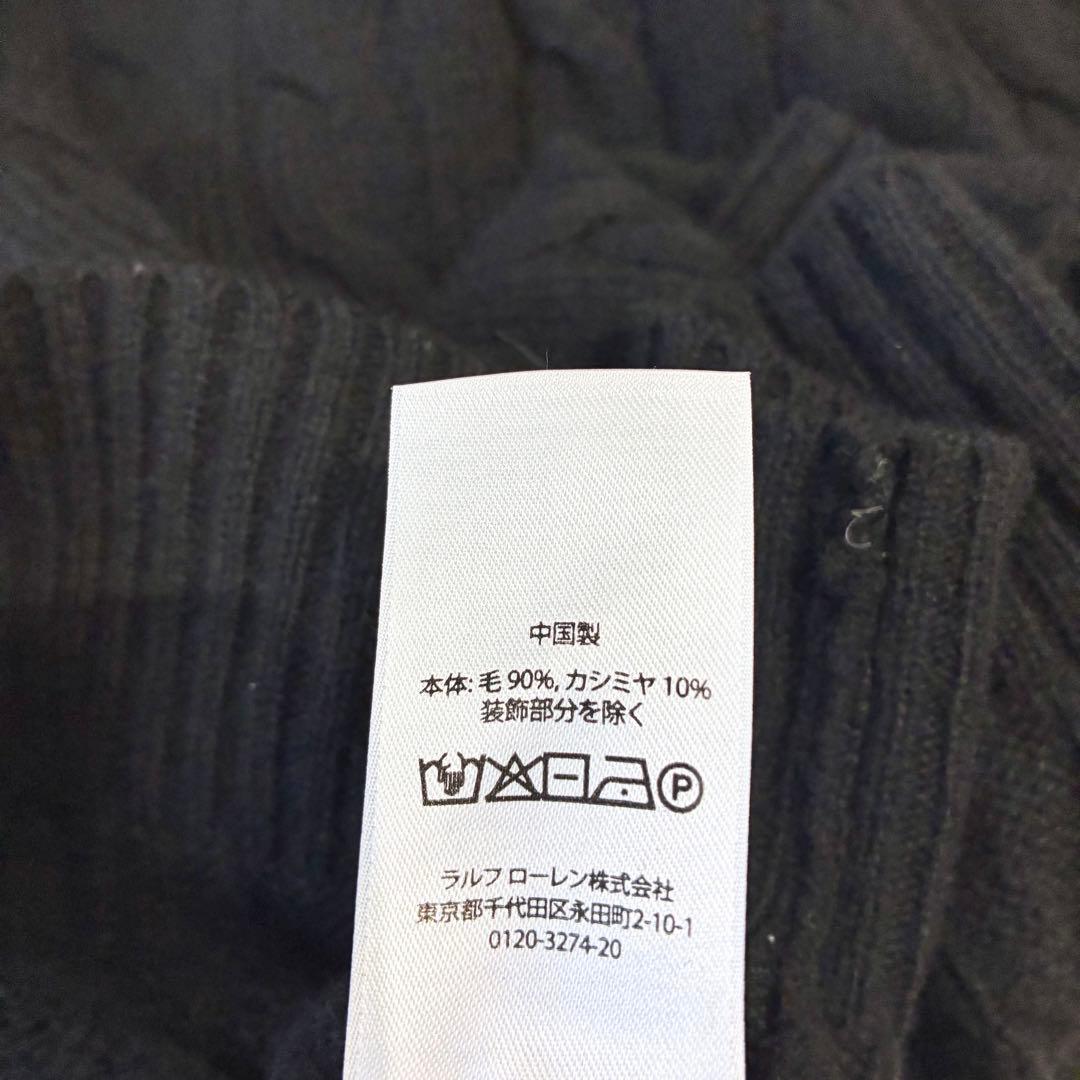 中国製
本体: 毛 90%, カシミヤ 10%
装飾部分を除く
P
ラルフ ローレン株式会社
東京都千代田区永田町2-10-1
0120-3274-20